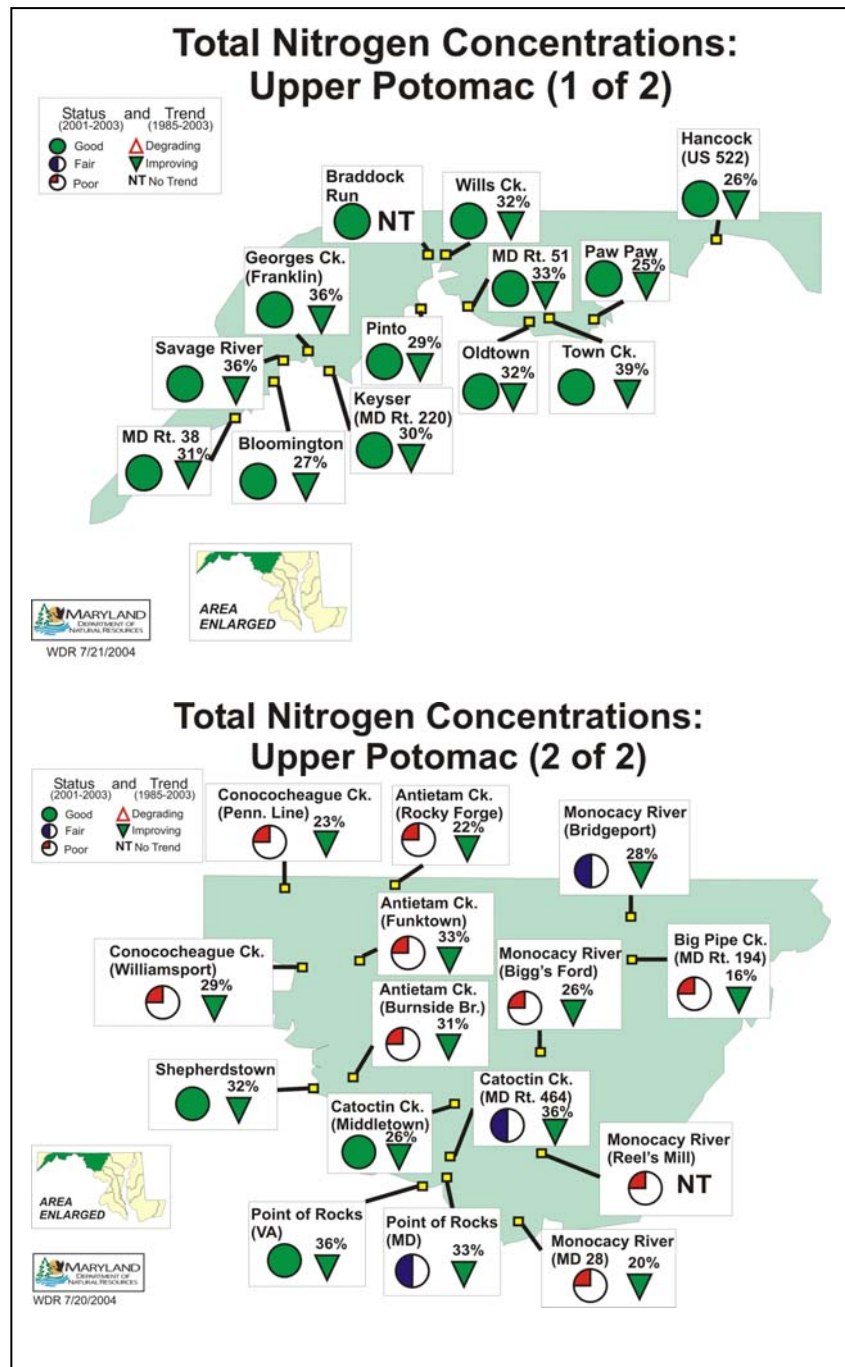 Total Nitrogen Concentrations:
Upper Potomac (1 of 2)
Status and Trend
(2001-2003) (1985-2003)
Good Degrading
Fair Improving
Poor NT No Trend
Hancock
(US 522)
26%
Braddock
Run
NT
Wills Ck.
32%
Georges Ck.
(Franklin)
36%
MD Rt. 51
33%
Paw Paw
25%
Savage River
36%
Pinto
29%
Oldtown
32%
Town Ck.
39%
Keyser
(MD Rt. 220)
30%
MD Rt. 38
31%
Bloomington
27%
AREA
ENLARGED
MARYLAND
DEPARTMENT OF
NATURAL RESOURCES
WDR 7/21/2004
Total Nitrogen Concentrations:
Upper Potomac (2 of 2)
Status and Trend
(2001-2003) (1985-2003)
Good Degrading
Fair Improving
Poor NT No Trend
Conococheague Ck.
(Penn. Line)
23%
Antietam Ck.
(Rocky Forge)
22%
Monocacy River
(Bridgeport)
28%
Antietam Ck.
(Funktown)
33%
Conococheague Ck.
(Williamsport)
29%
Monocacy River
(Bigg's Ford)
26%
Big Pipe Ck.
(MD Rt. 194)
16%
Antietam Ck.
(Burnside Br.)
31%
Shepherdstown
32%
Catoctin Ck.
(MD Rt. 464)
36%
Catoctin Ck.
(Middletown)
26%
Monocacy River
(Reel's Mill)
NT
Point of Rocks
(VA)
36%
Point of Rocks
(MD)
33%
Monocacy River
(MD 28)
20%
AREA
ENLARGED
MARYLAND
DEPARTMENT OF
NATURAL RESOURCES
WDR 7/20/2004